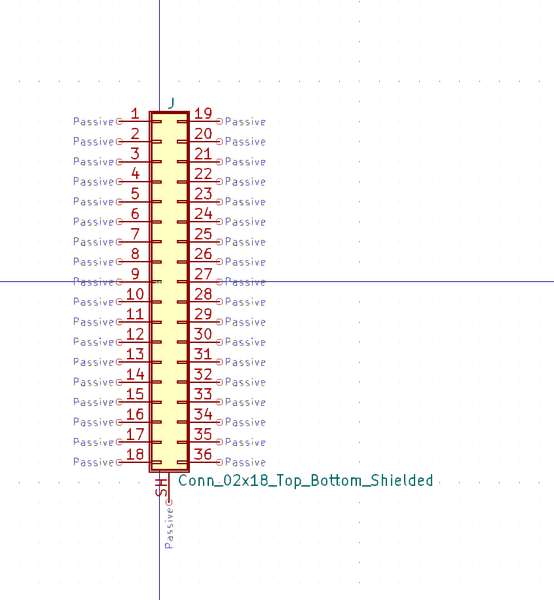 J
Passive 1 19 Passive
Passive 2 20 Passive
Passive 3 21 Passive
Passive 4 22 Passive
Passive 5 23 Passive
Passive 6 24 Passive
Passive 7 25 Passive
Passive 8 26 Passive
Passive 9 27 Passive
Passive 10 28 Passive
Passive 11 29 Passive
Passive 12 30 Passive
Passive 13 31 Passive
Passive 14 32 Passive
Passive 15 33 Passive
Passive 16 34 Passive
Passive 17 35 Passive
Passive 18 36 Passive
SH
Conn_02x18_Top_Bottom_Shielded
Passive